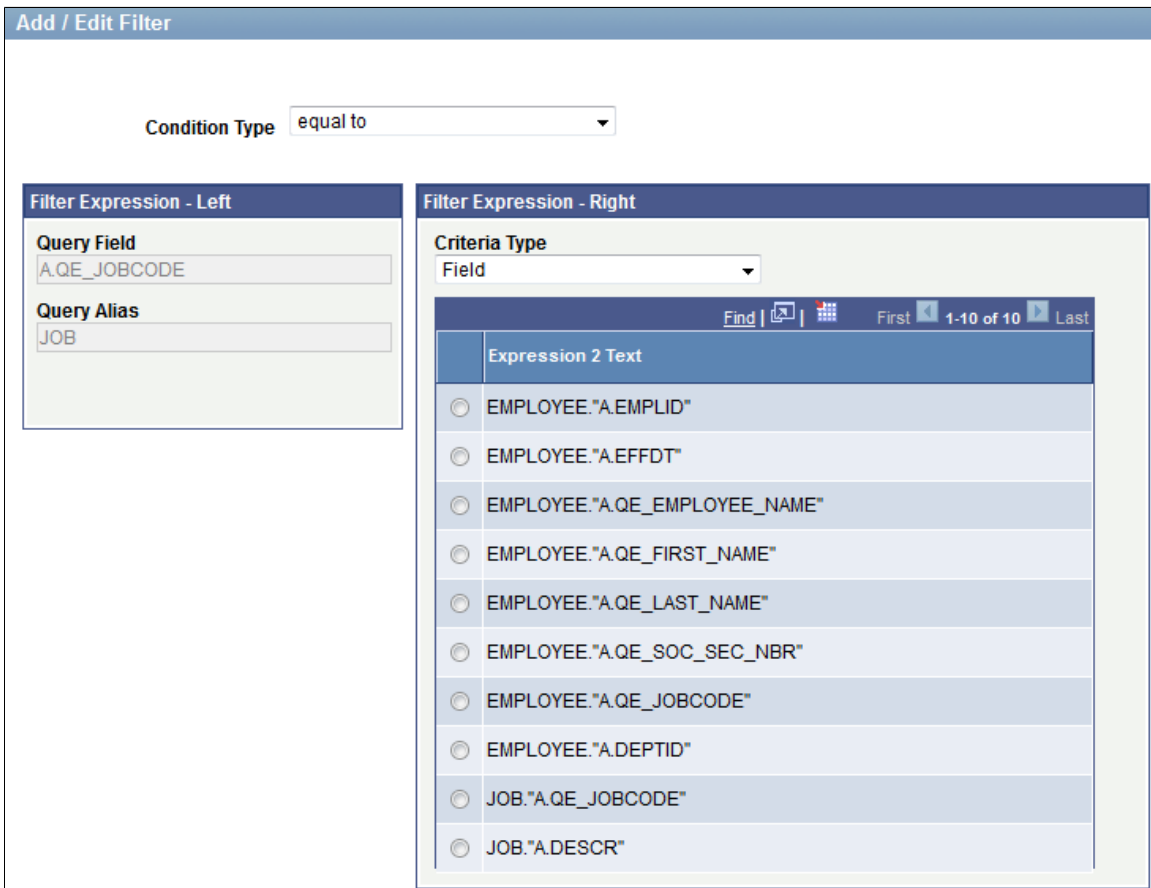 Add / Edit Filter
Condition Type equal to
Filter Expression - Left
Query Field
A.QE_JOBCODE
Query Alias
JOB
Filter Expression - Right
Criteria Type
Field
Find | | First 1-10 of 10 Last
Expression 2 Text
EMPLOYEE."A.EMPLID"
EMPLOYEE."A.EFFDT"
EMPLOYEE."A.QE_EMPLOYEE_NAME"
EMPLOYEE."A.QE_FIRST_NAME"
EMPLOYEE."A.QE_LAST_NAME"
EMPLOYEE."A.QE_SOC_SEC_NBR"
EMPLOYEE."A.QE_JOBCODE"
EMPLOYEE."A.DEPTID"
JOB."A.QE_JOBCODE"
JOB."A.DESCR"